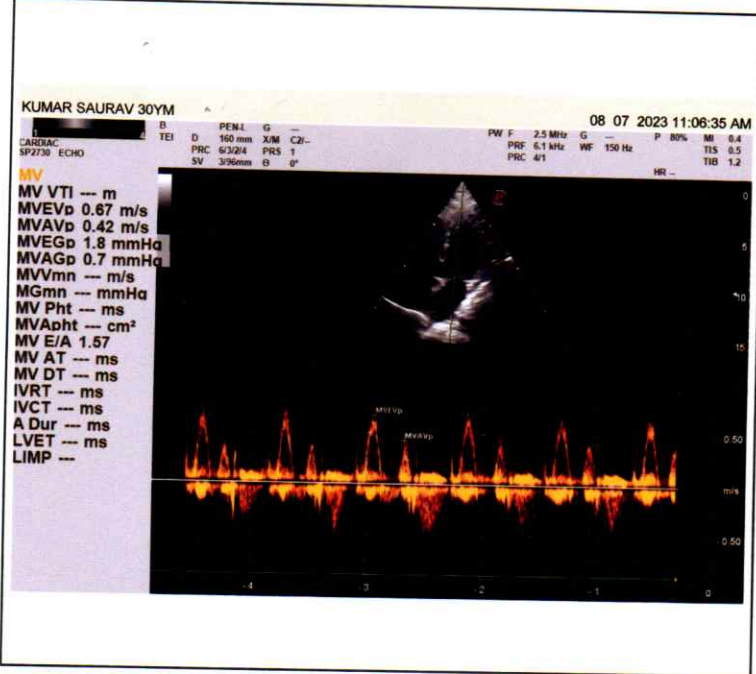 KUMAR SAURAV 30YM
08 07 2023 11:06:35 AM
CARDIAC
SP2730 ECHO
B PEN-L G ---
TEI D 160 mm X/M C2/--
PRC 6/3/2/4 PRS 1
SV 3/96mm θ 0°
PW F 2.5 MHz G --- P 80% MI 0.4
PRF 6.1 kHz WF 150 Hz TIS 0.5
PRC 4/1 TIB 1.2
HR --
MV
MV VTI --- m
MVEVp 0.67 m/s
MVAVp 0.42 m/s
MVEGp 1.8 mmHg
MVAGp 0.7 mmHg
MVVmn --- m/s
MGmn --- mmHg
MV Pht --- ms
MVApht --- cm²
MV E/A 1.57
MV AT --- ms
MV DT --- ms
IVRT --- ms
IVCT --- ms
A Dur --- ms
LVET --- ms
LIMP ---
0
5
10
15
MVEVp
MVAVp
0.50
m/s
-0.50
-4 -3 -2 -1 0